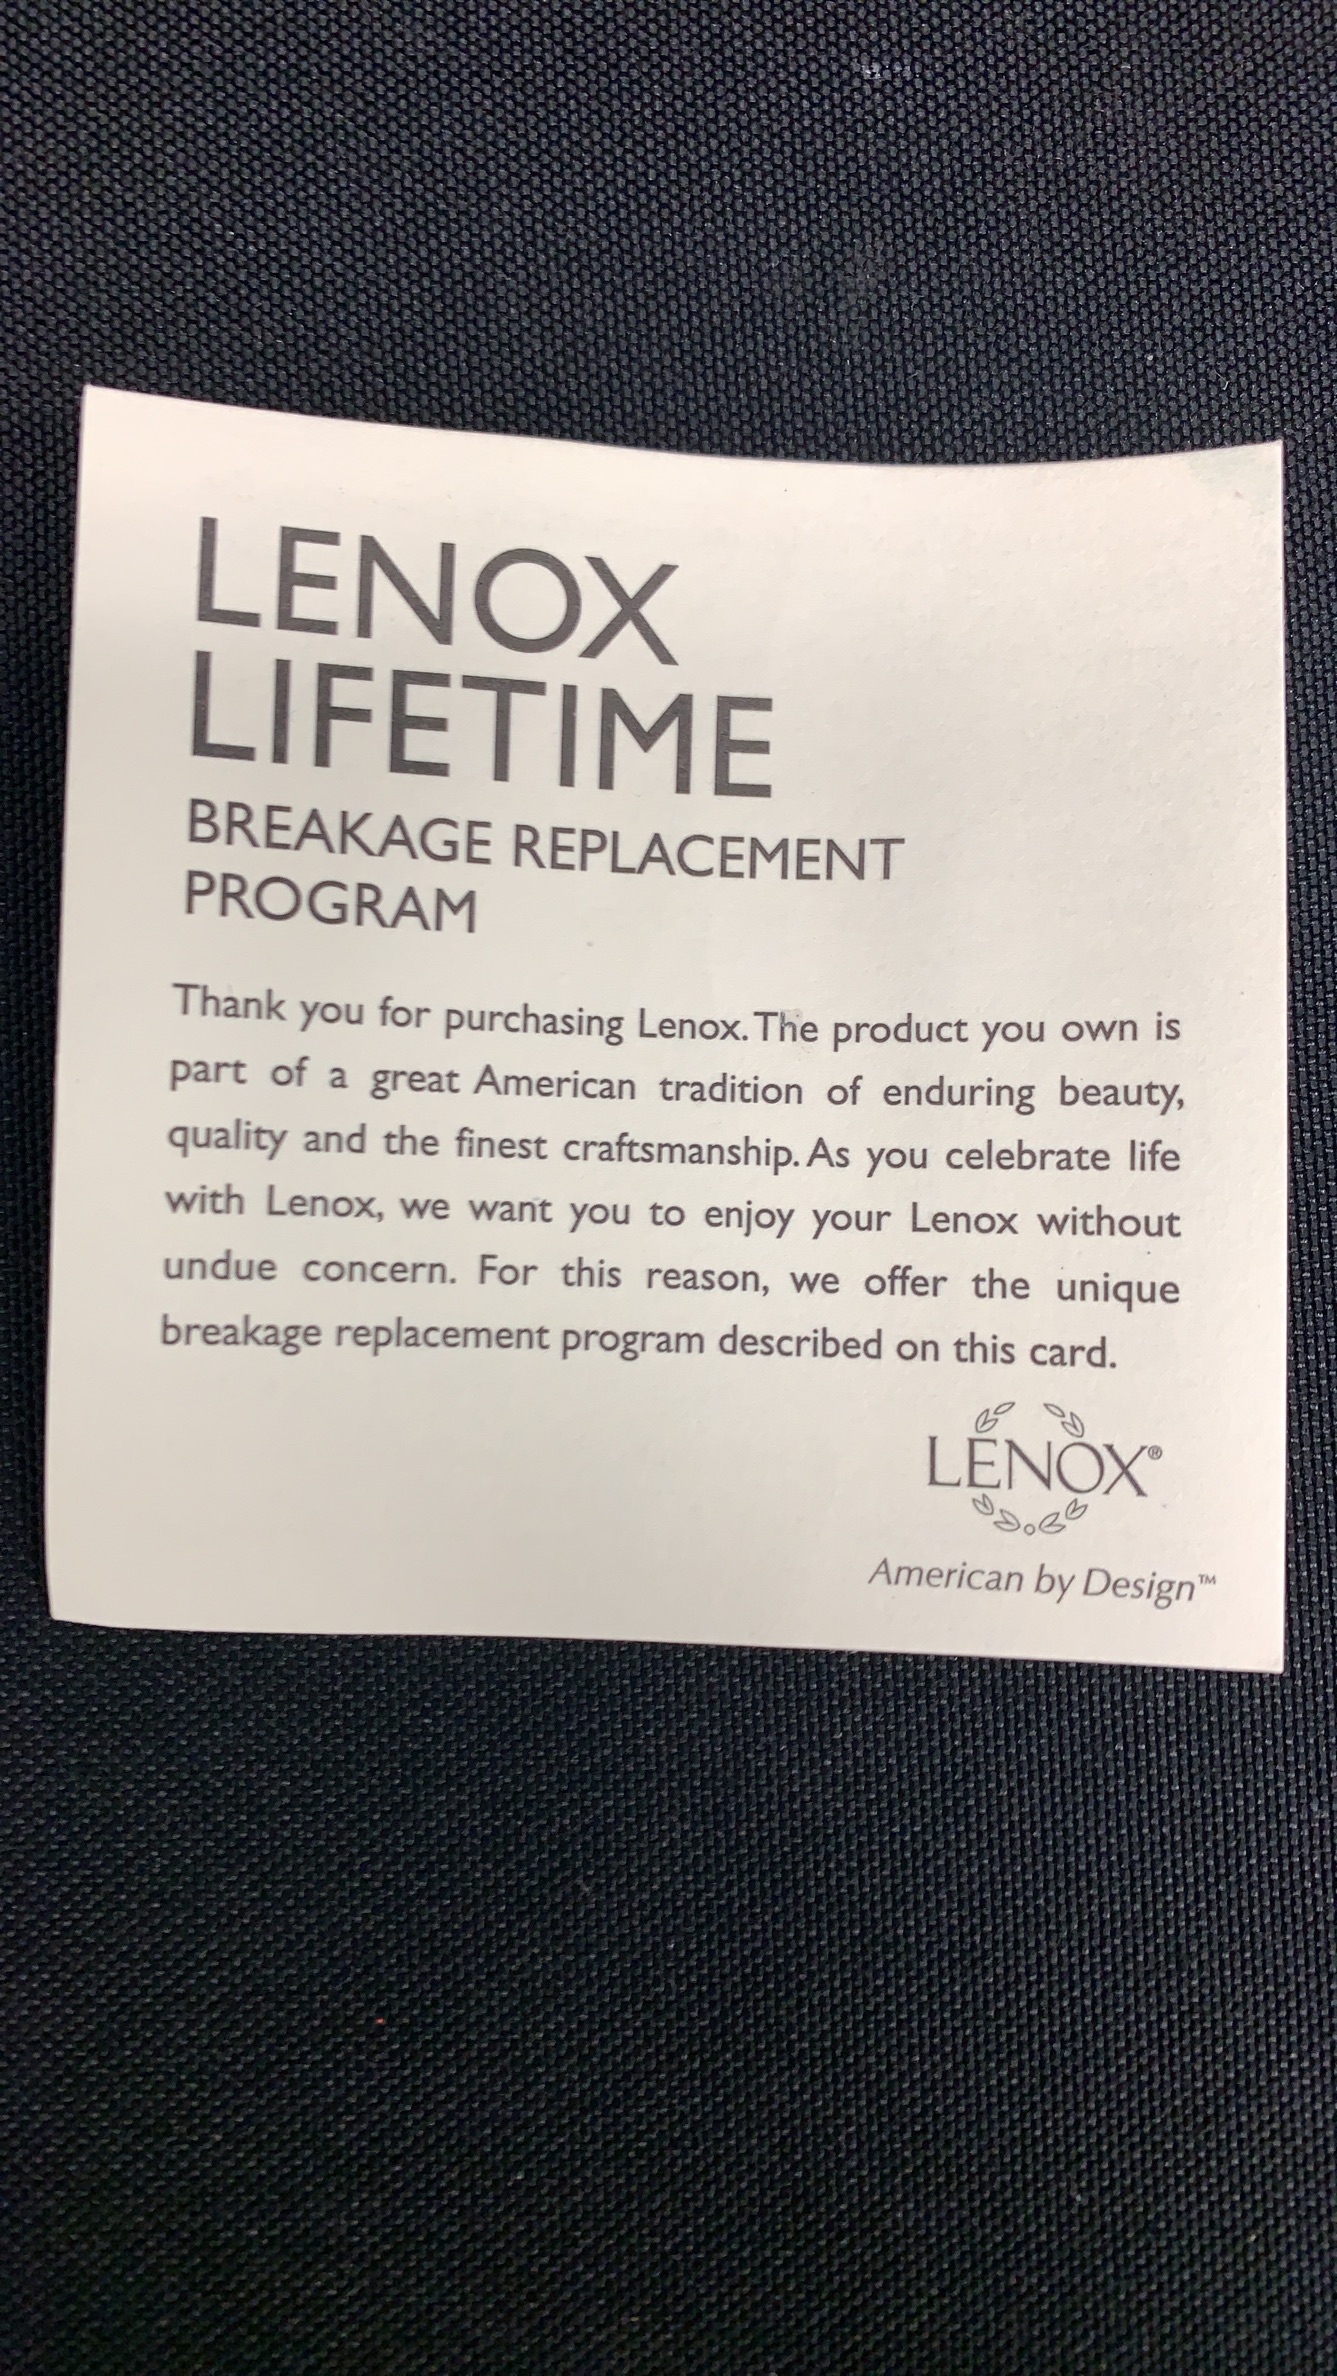 LENOX
LIFETIME
BREAKAGE REPLACEMENT
PROGRAM
Thank you for purchasing Lenox. The product you own is
part of a great American tradition of enduring beauty,
quality and the finest craftsmanship. As you celebrate life
with Lenox, we want you to enjoy your Lenox without
undue concern. For this reason, we offer the unique
breakage replacement program described on this card.
LENOX®
American by Design™